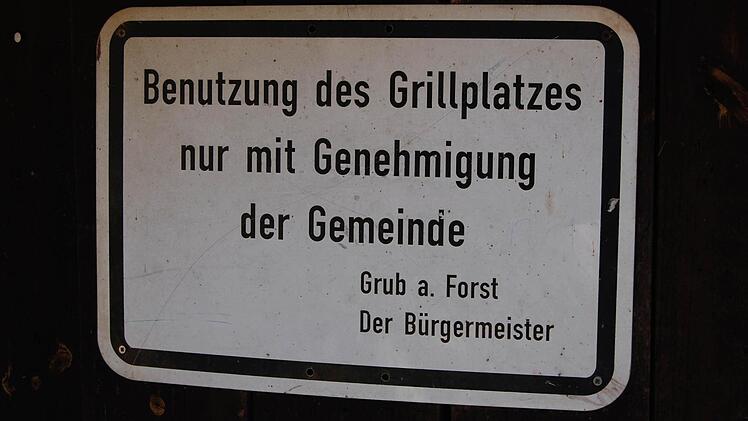 Benutzung des Grillplatzes
nur mit Genehmigung
der Gemeinde
Grub a. Forst
Der Bürgermeister